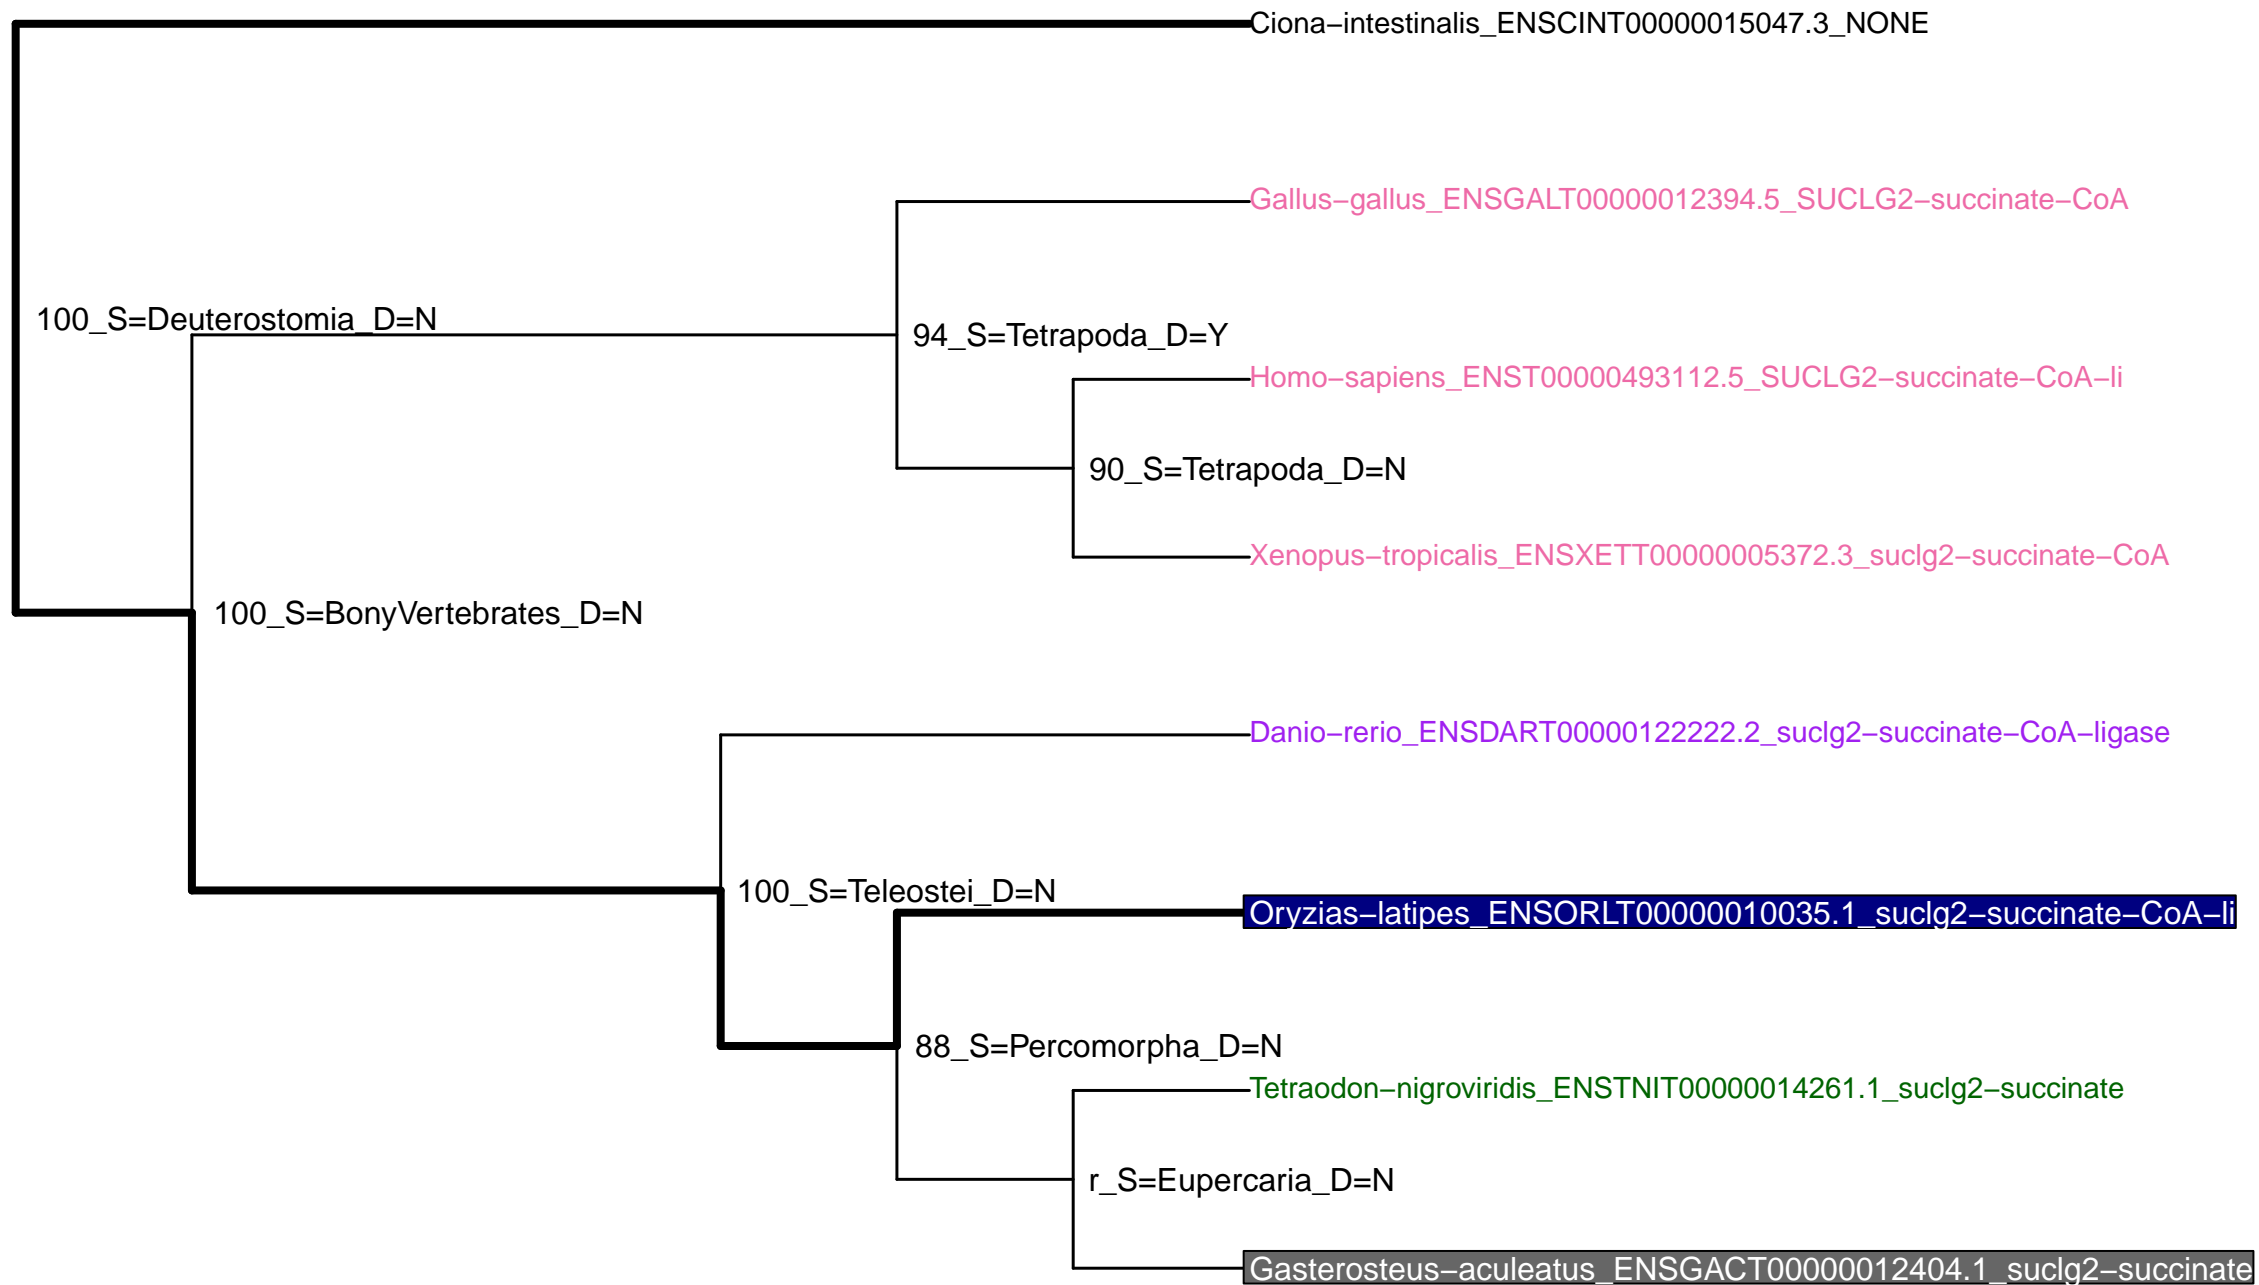 Ciona−intestinalis_ENSCINT00000015047.3_NONE
Gallus−gallus_ENSGALT00000012394.5_SUCLG2−succinate−CoA
100_S=Deuterostomia_D=N
94_S=Tetrapoda_D=Y
Homo−sapiens_ENST00000493112.5_SUCLG2−succinate−CoA−li
90_S=Tetrapoda_D=N
Xenopus−tropicalis_ENSXETT00000005372.3_suclg2−succinate−CoA
100_S=BonyVertebrates_D=N
Danio−rerio_ENSDART00000122222.2_suclg2−succinate−CoA−ligase
100_S=Teleostei_D=N
Oryzias−latipes_ENSORLT00000010035.1_suclg2−succinate−CoA−li
88_S=Percomorpha_D=N
Tetraodon−nigroviridis_ENSTNIT00000014261.1_suclg2−succinate
r_S=Eupercaria_D=N
Gasterosteus−aculeatus_ENSGACT00000012404.1_suclg2−succinate